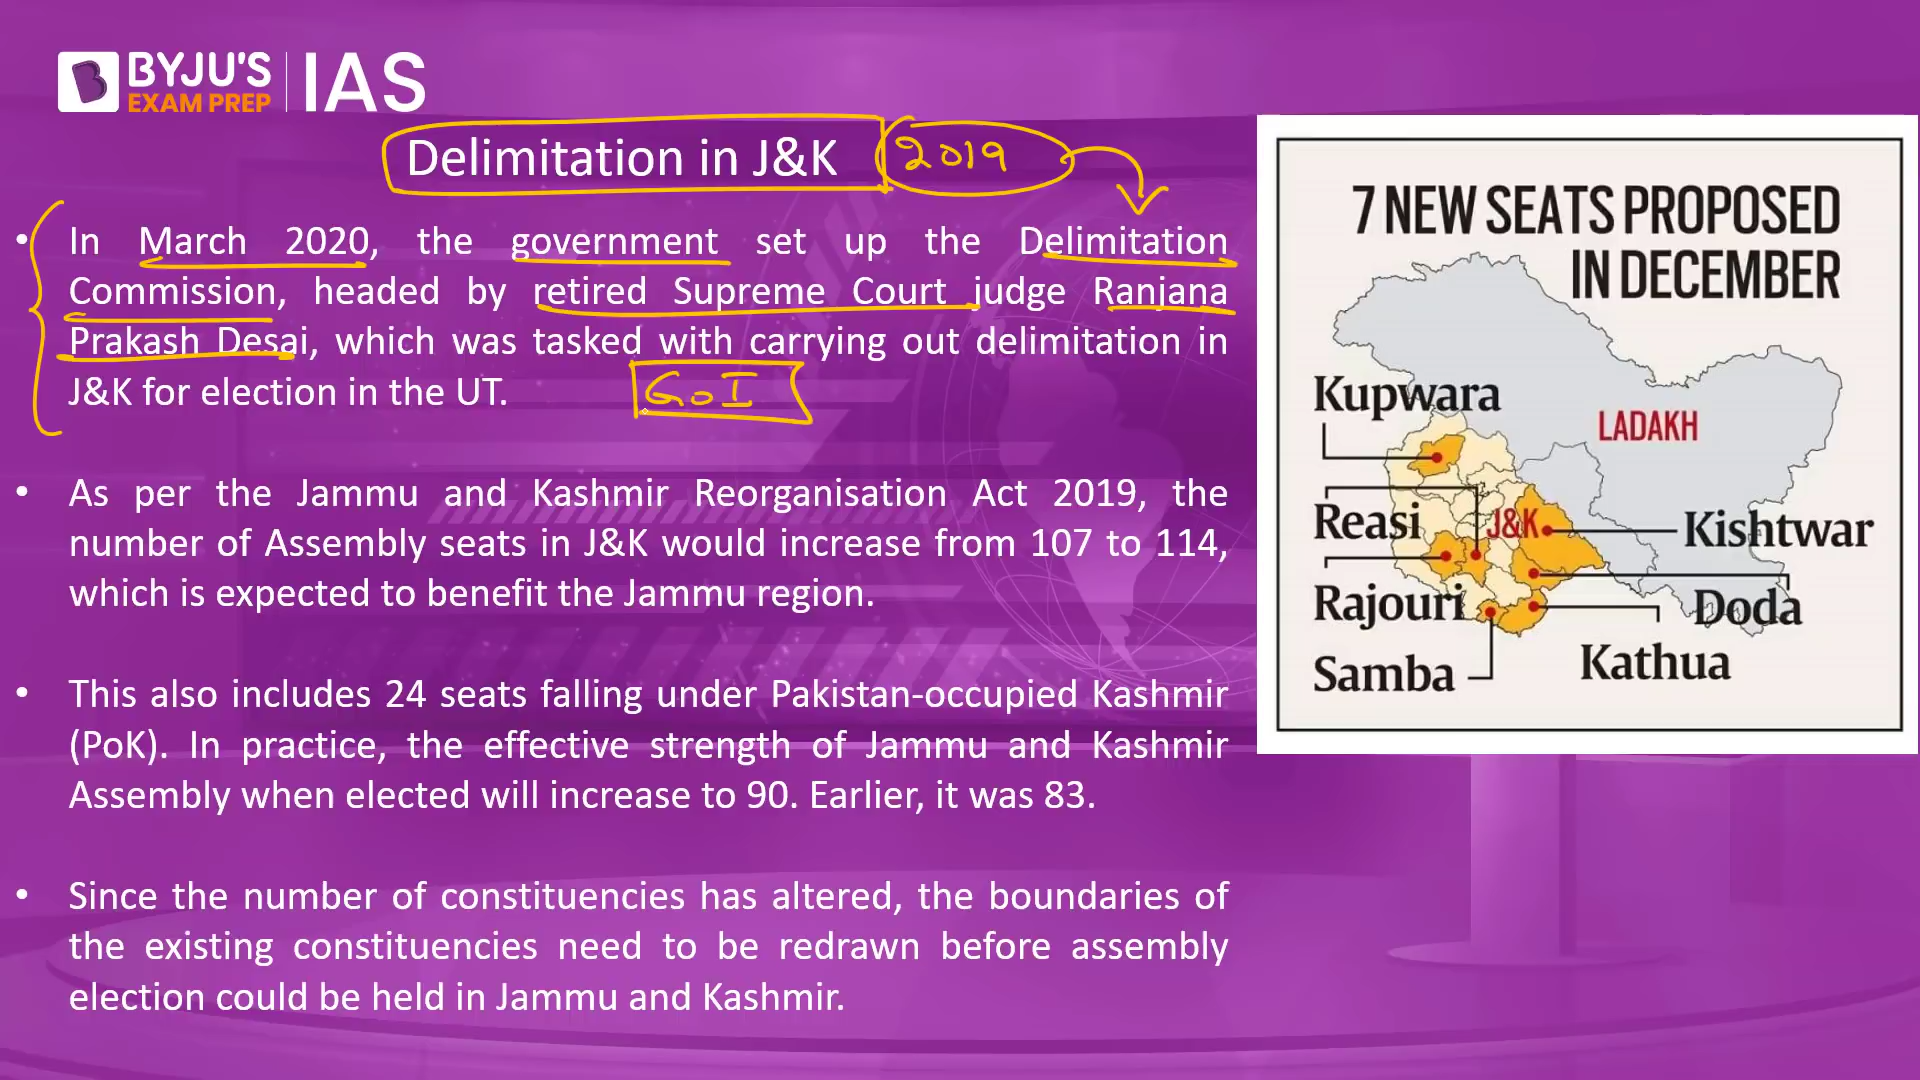 BYJU'S
EXAM PREP
IAS
Delimitation in J&K 2019
• In March 2020, the government set up the Delimitation
Commission, headed by retired Supreme Court judge Ranjana
Prakash Desai, which was tasked with carrying out delimitation in
J&K for election in the UT.
GoI
• As per the Jammu and Kashmir Reorganisation Act 2019, the
number of Assembly seats in J&K would increase from 107 to 114,
which is expected to benefit the Jammu region.
• This also includes 24 seats falling under Pakistan-occupied Kashmir
(PoK). In practice, the effective strength of Jammu and Kashmir
Assembly when elected will increase to 90. Earlier, it was 83.
• Since the number of constituencies has altered, the boundaries of
the existing constituencies need to be redrawn before assembly
election could be held in Jammu and Kashmir.
7 NEW SEATS PROPOSED
IN DECEMBER
Kupwara
LADAKH
Reasi
J&K
Kishtwar
Rajouri
Doda
Samba
Kathua